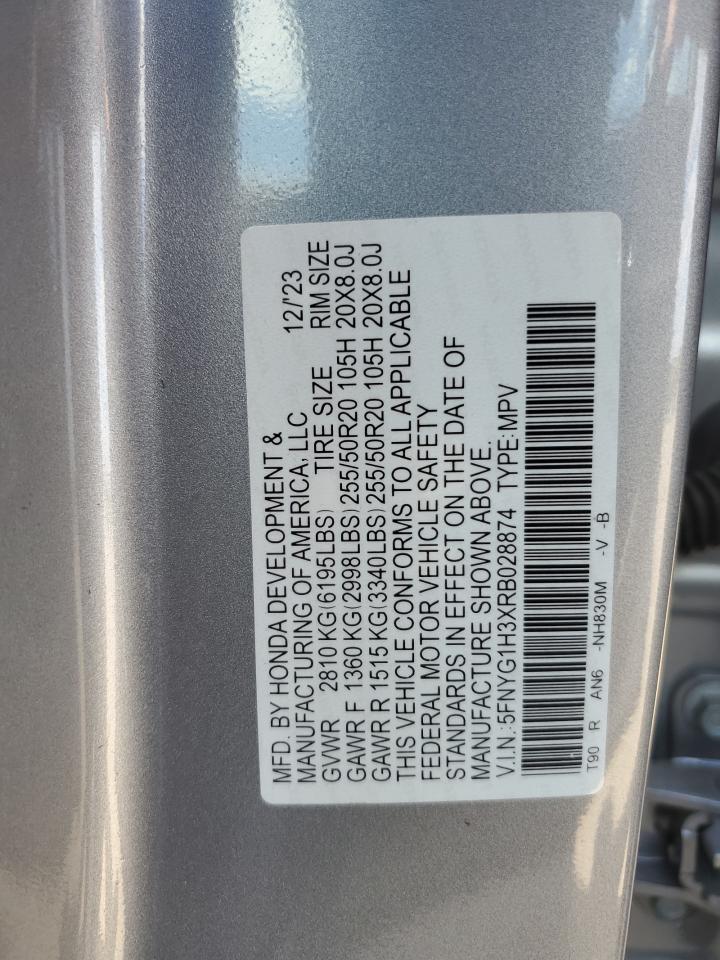 MFD. BY HONDA DEVELOPMENT &
MANUFACTURING OF AMERICA, LLC 12/'23
GVWR 2810 KG(6195LBS) TIRE SIZE RIM SIZE
GAWR F 1360 KG(2998LBS) 255/50R20 105H 20X8.0J
GAWR R 1515 KG(3340LBS) 255/50R20 105H 20X8.0J
THIS VEHICLE CONFORMS TO ALL APPLICABLE
FEDERAL MOTOR VEHICLE SAFETY
STANDARDS IN EFFECT ON THE DATE OF
MANUFACTURE SHOWN ABOVE.
V.I.N.:5FNYG1H3XRB028874 TYPE:MPV
T90 R AN6 -NH830M -V -B